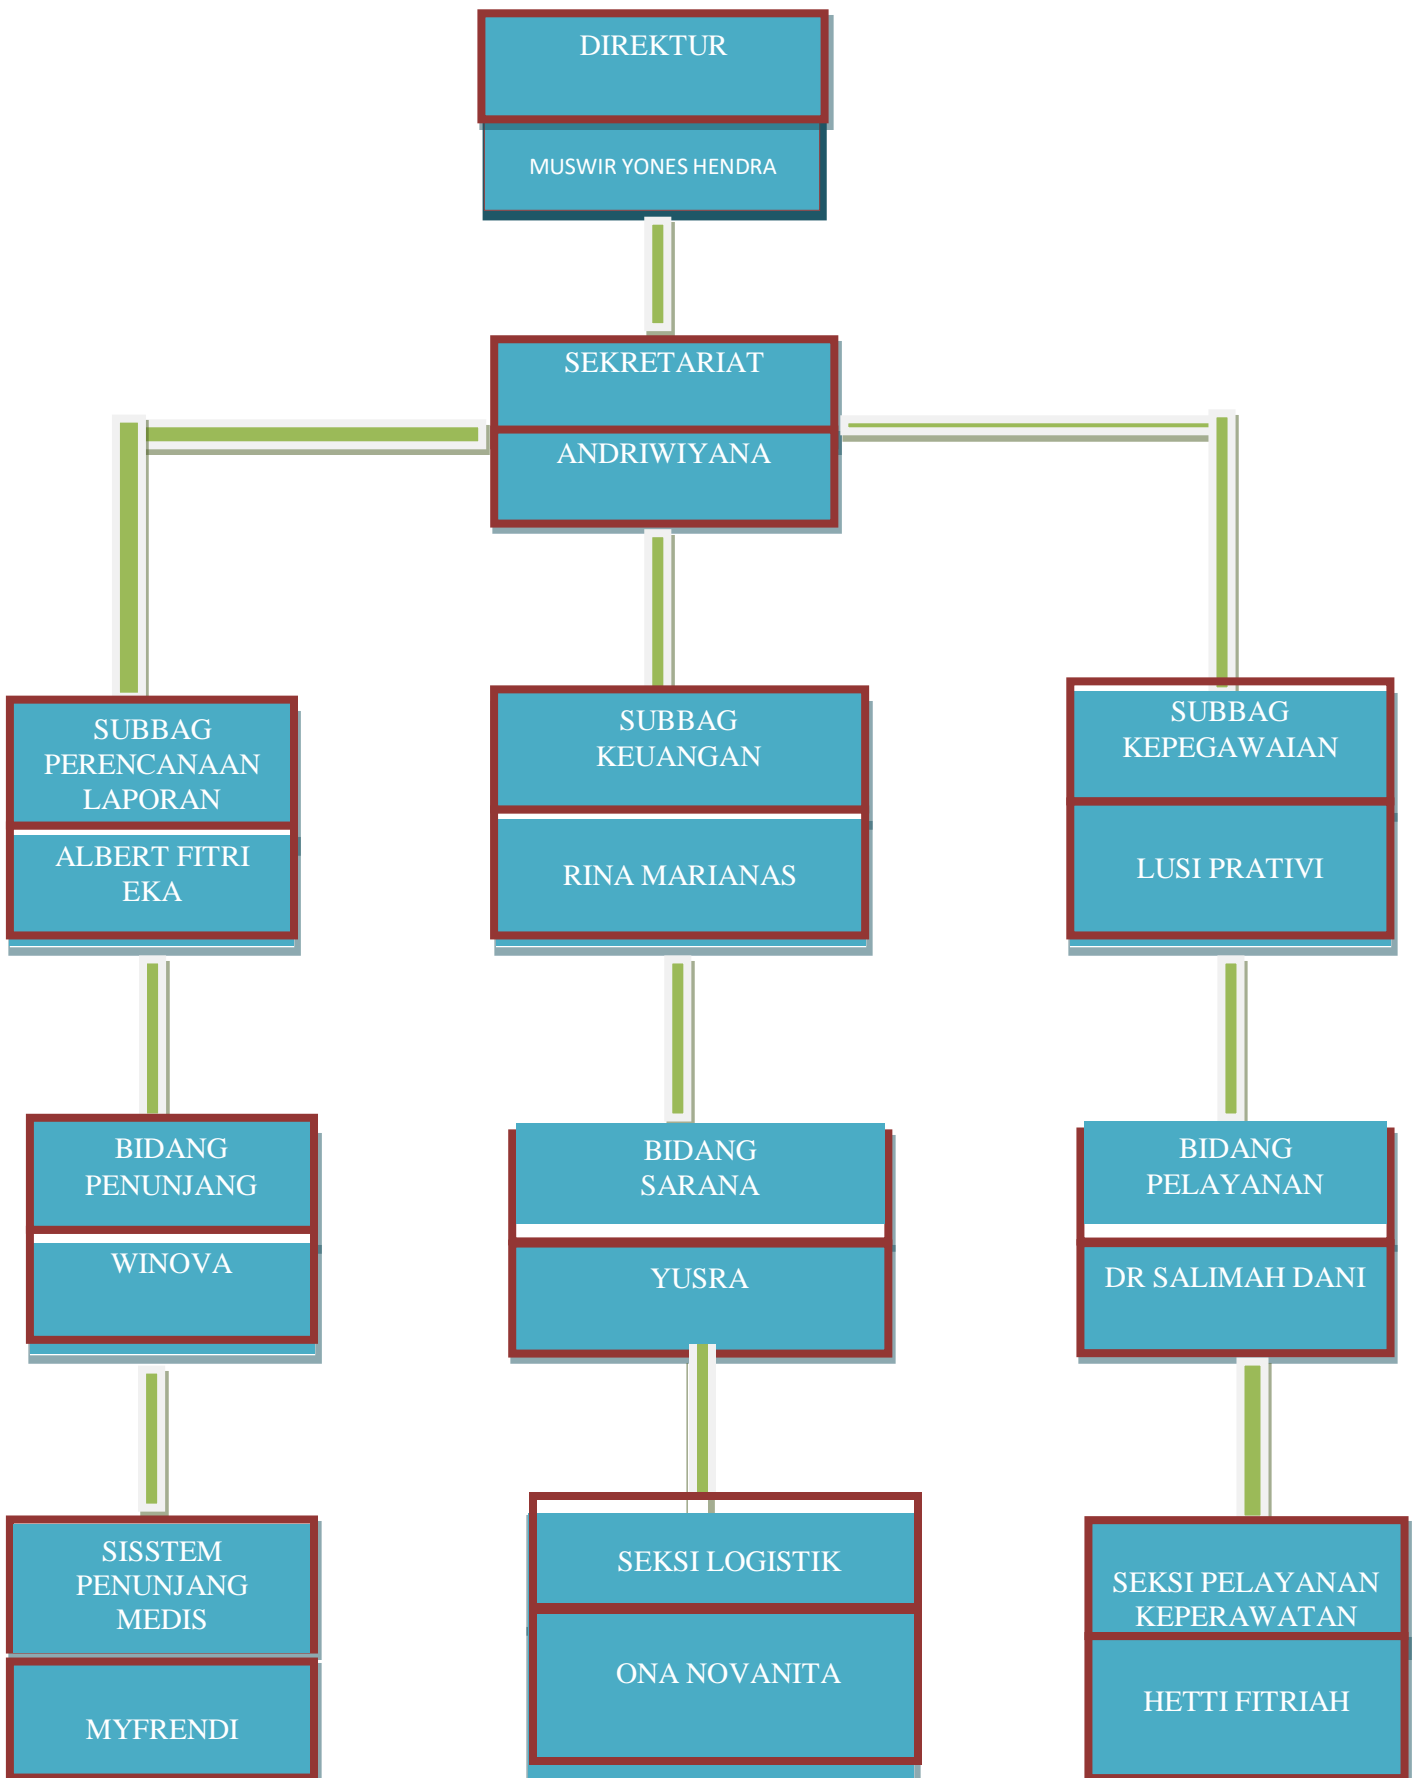 DIREKTUR
MUSWIR YONES HENDRA
SEKRETARIAT
ANDRIWIYANA
SUBBAG
PERENCANAAN
LAPORAN
ALBERT FITRI
EKA
SUBBAG
KEUANGAN
RINA MARIANAS
SUBBAG
KEPEGAWAIAN
LUSI PRATIVI
BIDANG
PENUNJANG
WINOVA
BIDANG
SARANA
YUSRA
BIDANG
PELAYANAN
DR SALIMAH DANI
SISSTEM
PENUNJANG
MEDIS
MYFRENDI
SEKSI LOGISTIK
ONA NOVANITA
SEKSI PELAYANAN
KEPERAWATAN
HETTI FITRIAH